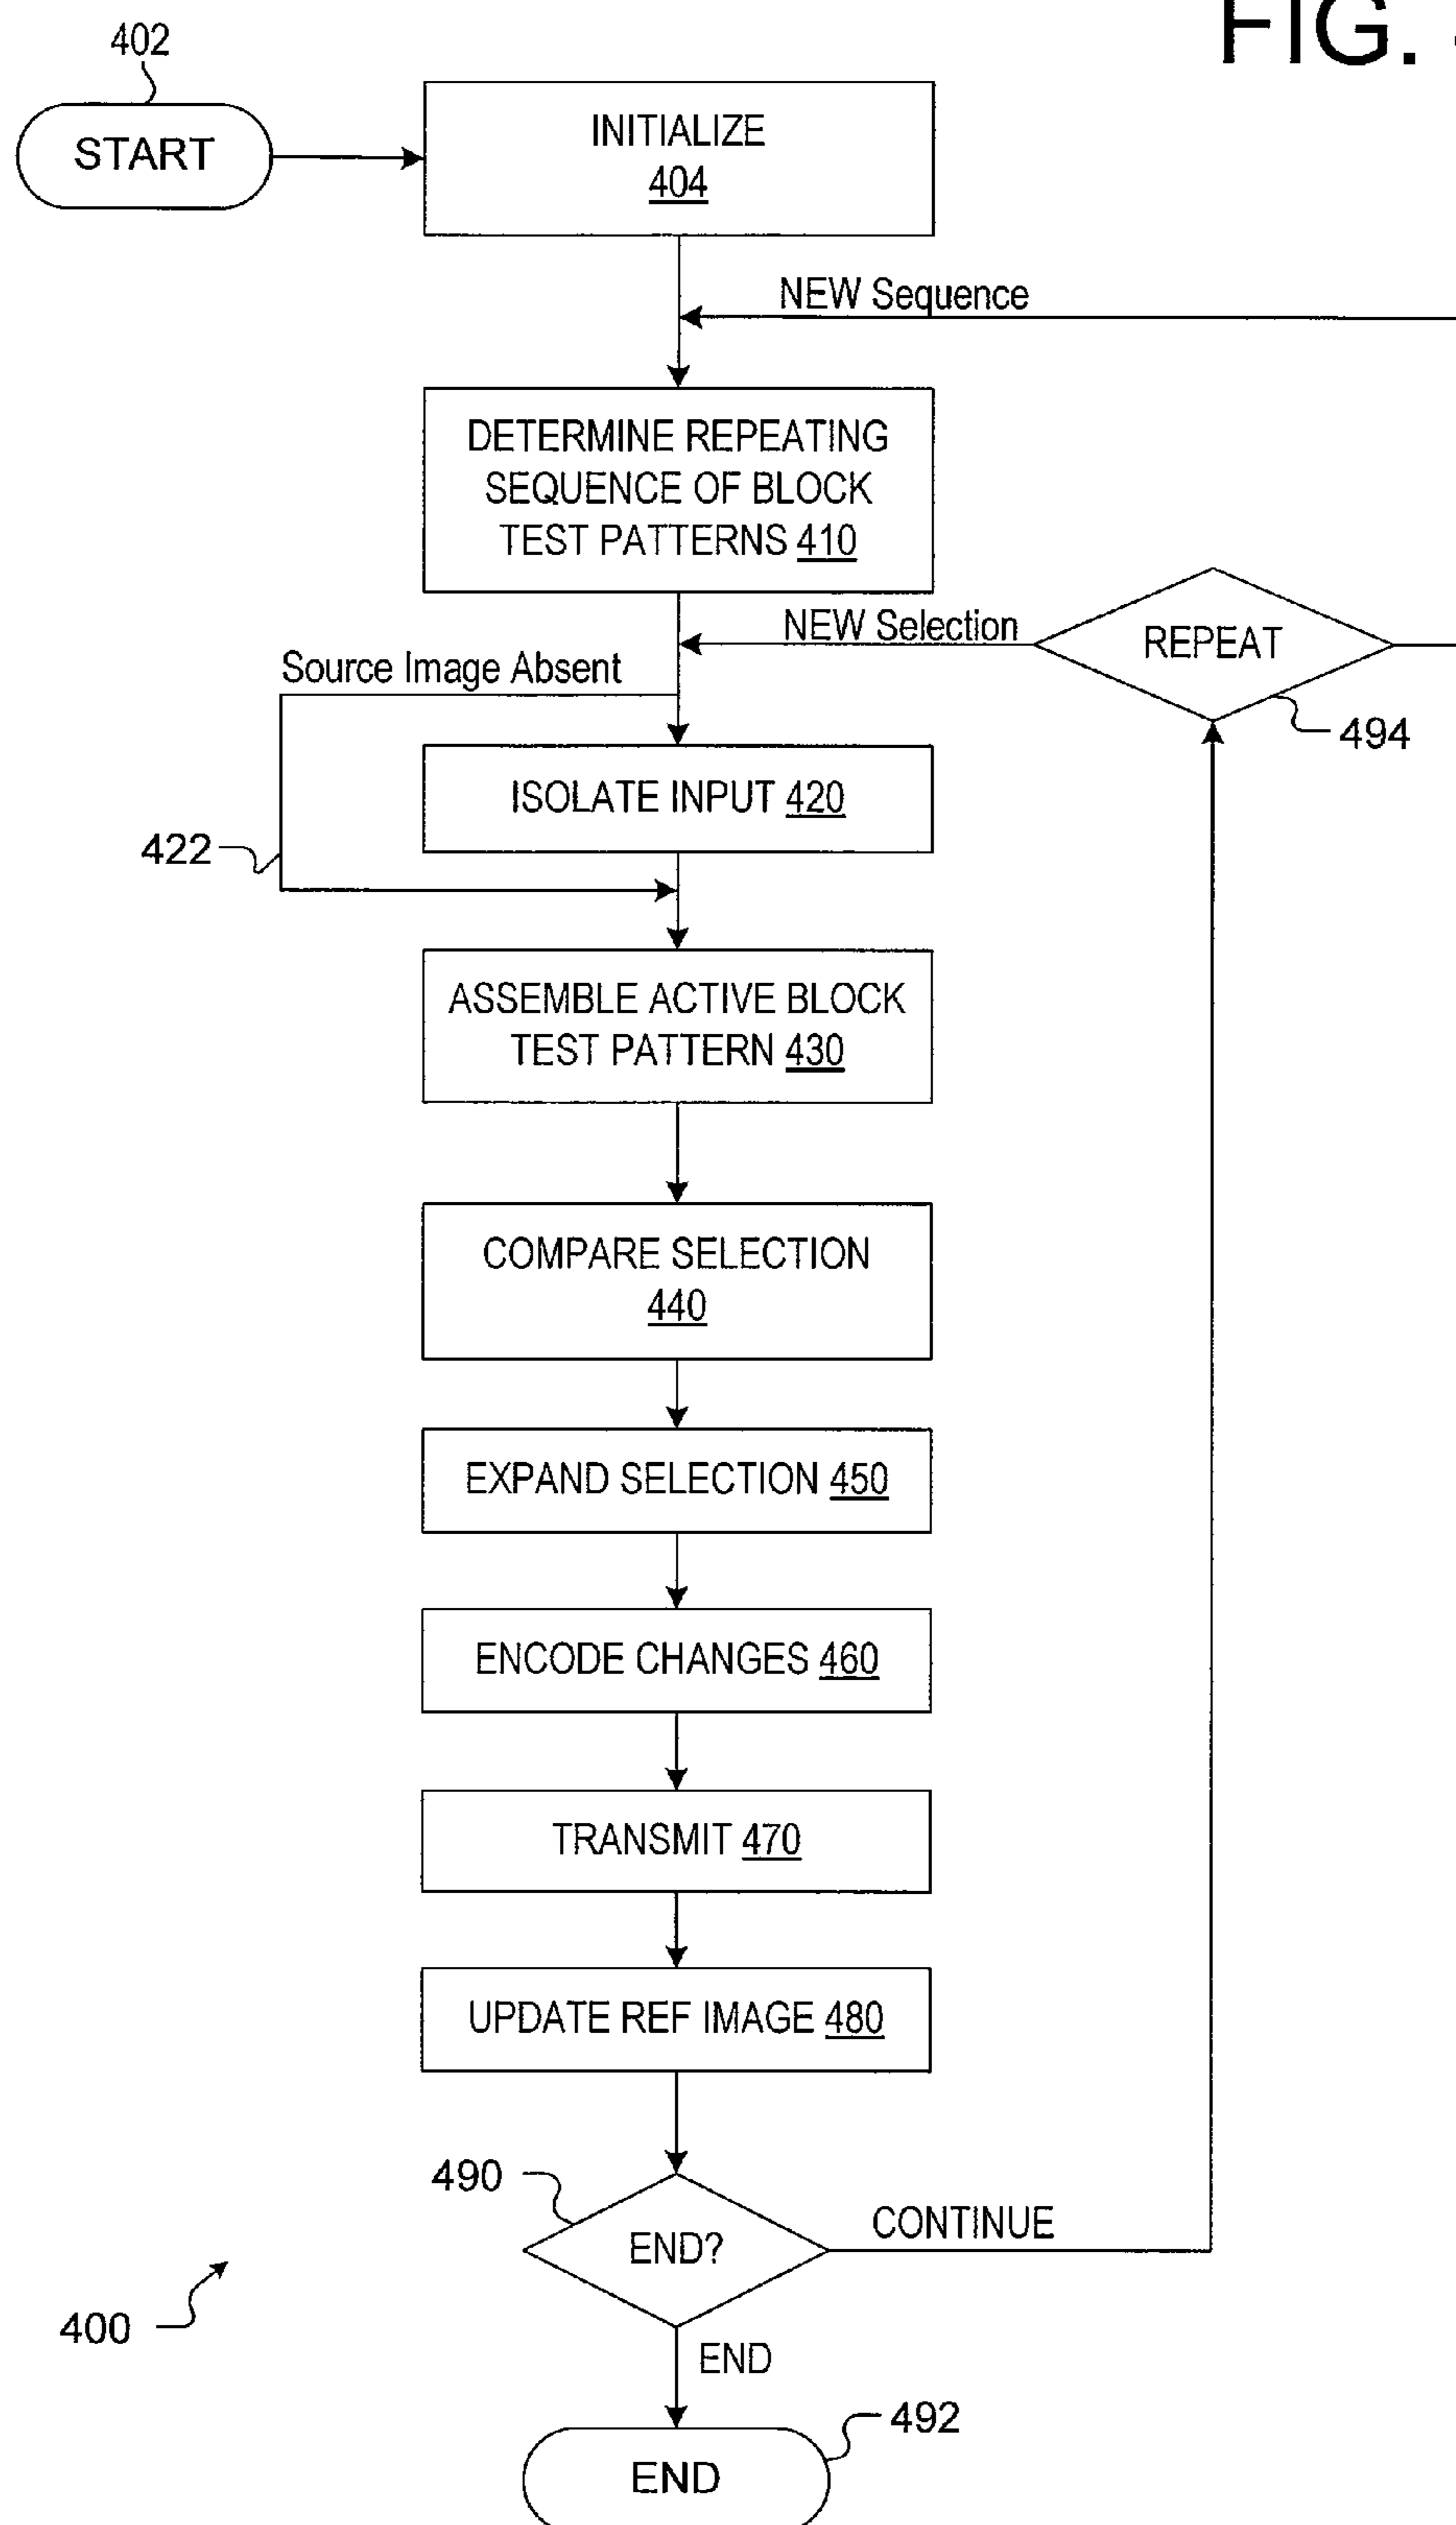 FIG.
402
START
INITIALIZE
404
NEW Sequence
DETERMINE REPEATING
SEQUENCE OF BLOCK
TEST PATTERNS 410
NEW Selection
REPEAT
494
Source Image Absent
ISOLATE INPUT 420
422
ASSEMBLE ACTIVE BLOCK
TEST PATTERN 430
COMPARE SELECTION
440
EXPAND SELECTION 450
ENCODE CHANGES 460
TRANSMIT 470
UPDATE REF IMAGE 480
490
END?
CONTINUE
400
END
492
END